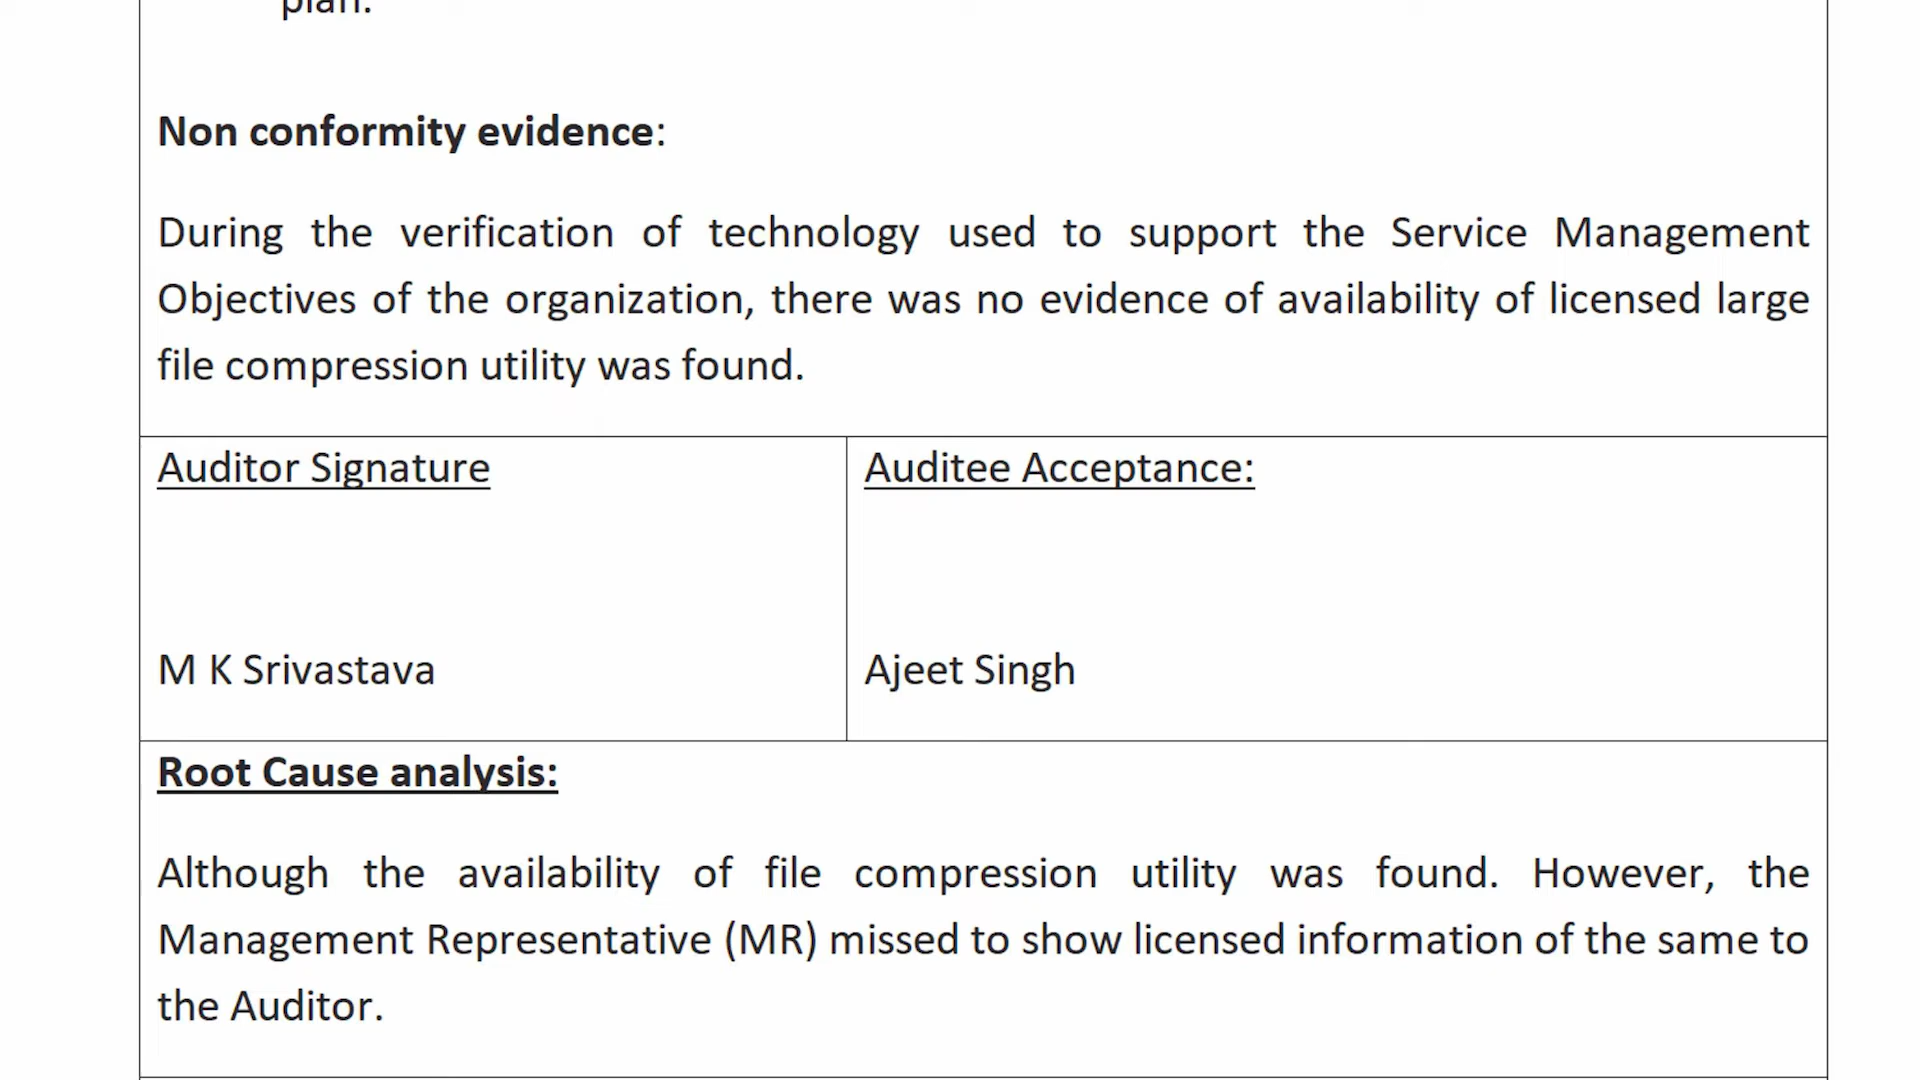 plan.
Non conformity evidence:
During the verification of technology used to support the Service Management
Objectives of the organization, there was no evidence of availability of licensed large
file compression utility was found.
Auditor Signature
Auditee Acceptance:
M K Srivastava
Ajeet Singh
Root Cause analysis:
Although the availability of file compression utility was found. However, the
Management Representative (MR) missed to show licensed information of the same to
the Auditor.